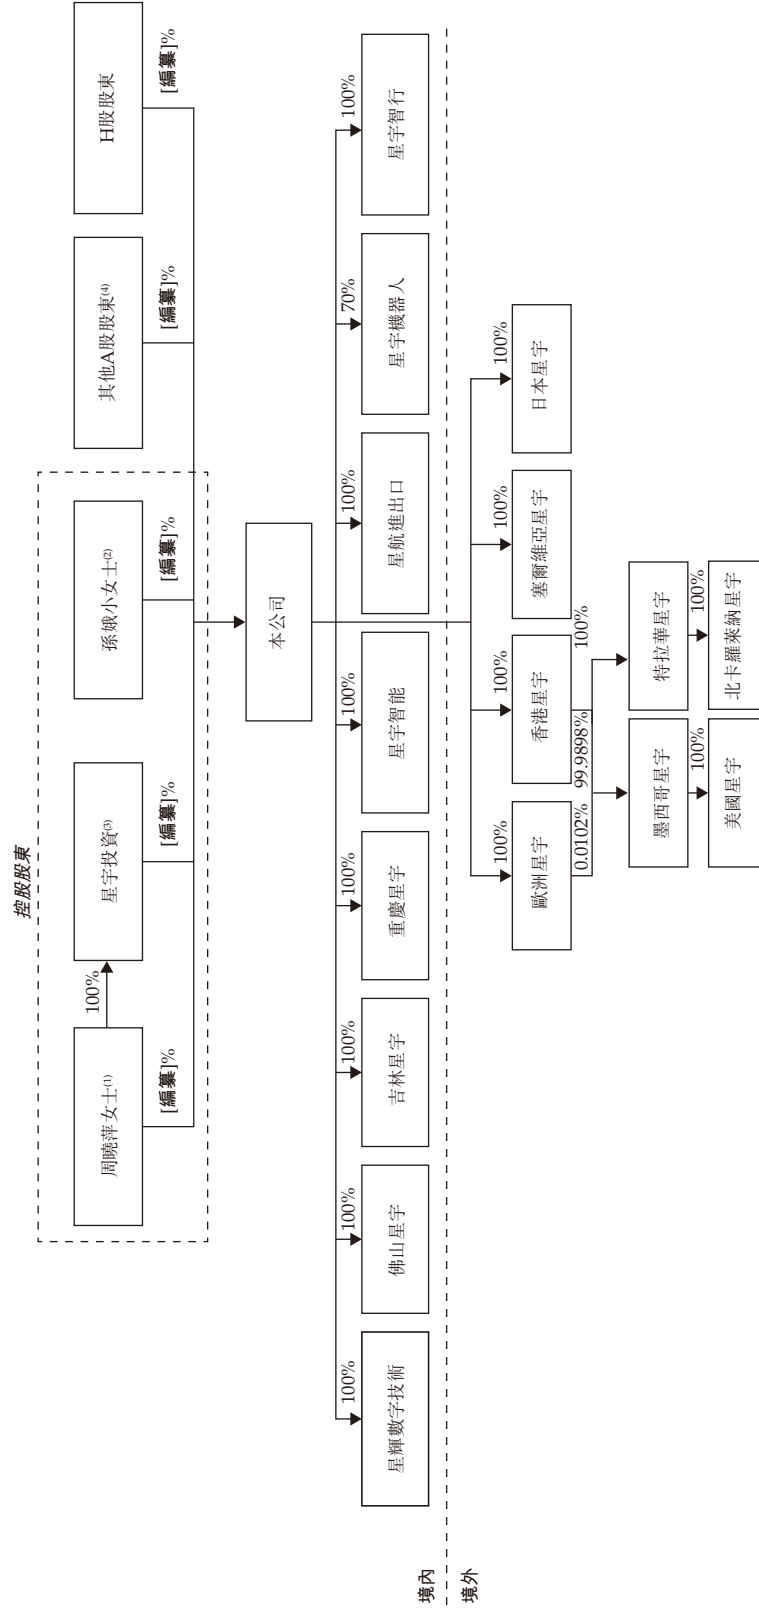 控股股東
周曉萍女士(1)
100%
星宇投資(3)
孫娥小女士(2)
其他A股股東(4)
H股股東
[編纂]%
[編纂]%
[編纂]%
[編纂]%
[編纂]%
本公司
100%
100%
100%
100%
100%
100%
70%
100%
星輝數字技術
佛山星宇
吉林星宇
重慶星宇
星宇智能
星航進出口
星宇機器人
星宇智行
境內
境外
100%
100%
100%
100%
歐洲星宇
香港星宇
塞爾維亞星宇
日本星宇
0.0102%
99.9898%
100%
墨西哥星宇
特拉華星宇
100%
100%
美國星宇
北卡羅萊納星宇